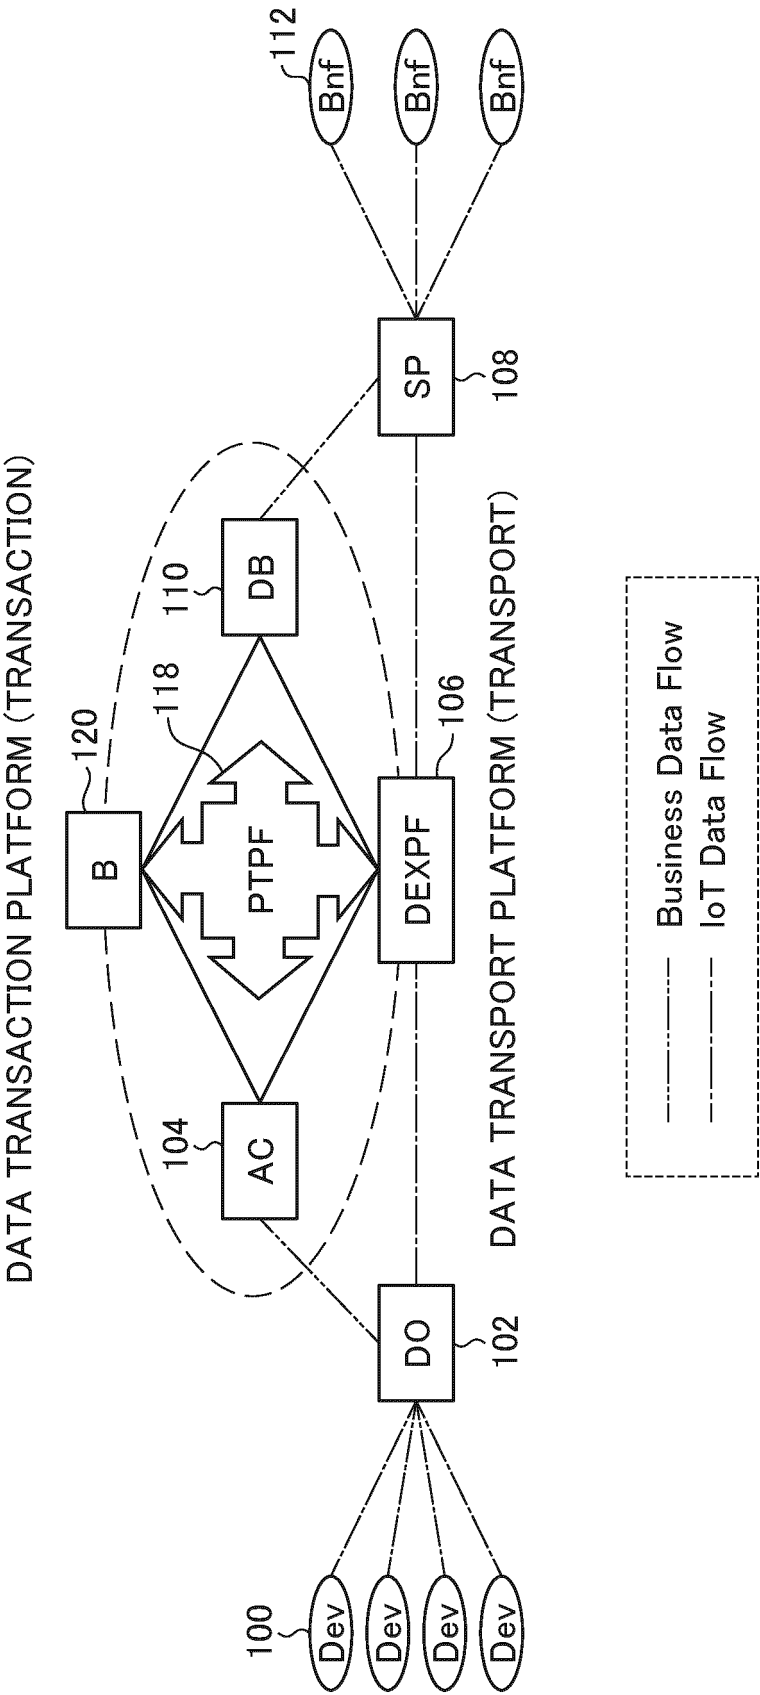 DATA TRANSACTION PLATFORM (TRANSACTION)
120
B
118
104
AC
PTPF
110
DB
112
Bnf
Bnf
Bnf
100
Dev
Dev
Dev
Dev
DO
102
DEXPF
106
SP
108
DATA TRANSPORT PLATFORM (TRANSPORT)
Business Data Flow
IoT Data Flow